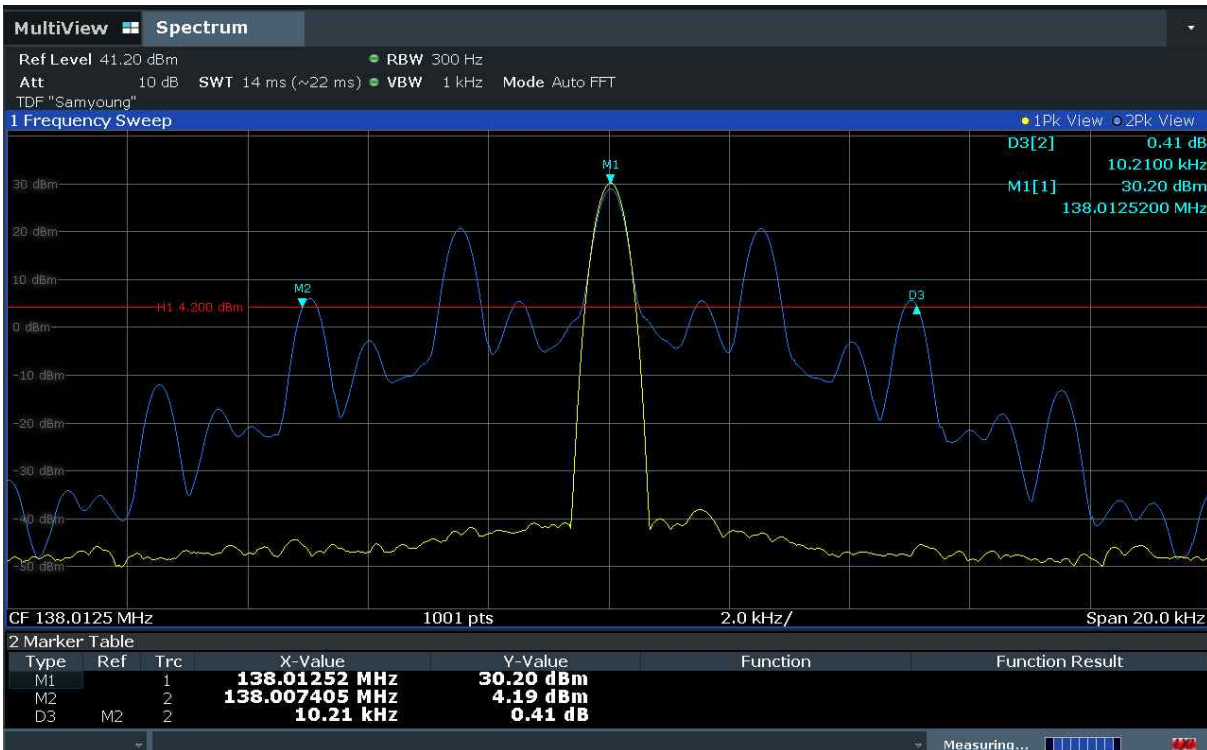 MultiView Spectrum
Ref Level 41.20 dBm RBW 300 Hz
Att 10 dB SWT 14 ms (~22 ms) VBW 1 kHz Mode Auto FFT
TDF "Samyoung"
1 Frequency Sweep 1Pk View 2Pk View
D3[2] 0.41 dB
10.2100 kHz
M1[1] 30.20 dBm
138.0125200 MHz
M1
30 dBm
20 dBm
10 dBm
M2
D3
H1 4.200 dBm
0 dBm
-10 dBm
-20 dBm
-30 dBm
-40 dBm
-50 dBm
CF 138.0125 MHz 1001 pts 2.0 kHz/ Span 20.0 kHz
2 Marker Table
Type Ref Trc X-Value Y-Value Function Function Result
M1 1 138.01252 MHz 30.20 dBm
M2 2 138.007405 MHz 4.19 dBm
D3 M2 2 10.21 kHz 0.41 dB
Measuring...